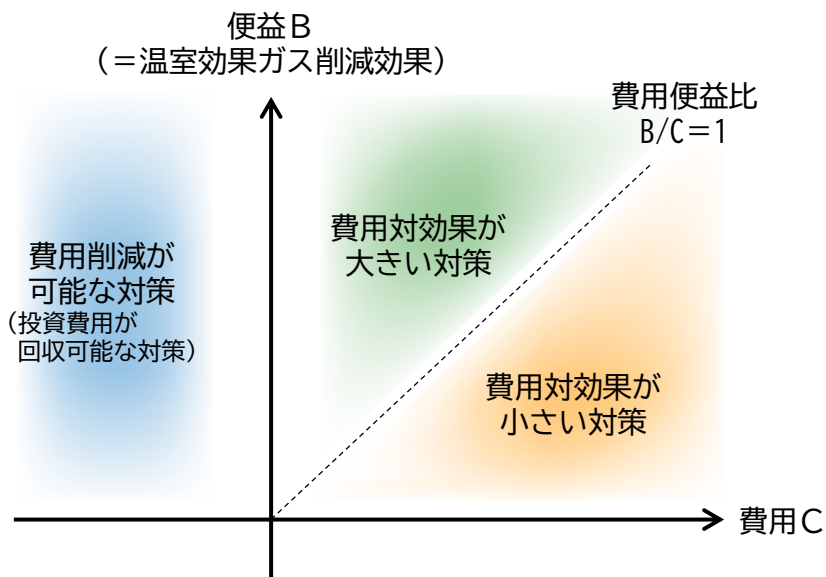 便益B
（＝温室効果ガス削減効果）
費用便益比
B/C＝1
費用対効果が
大きい対策
費用削減が
可能な対策
（投資費用が
回収可能な対策）
費用対効果が
小さい対策
費用C